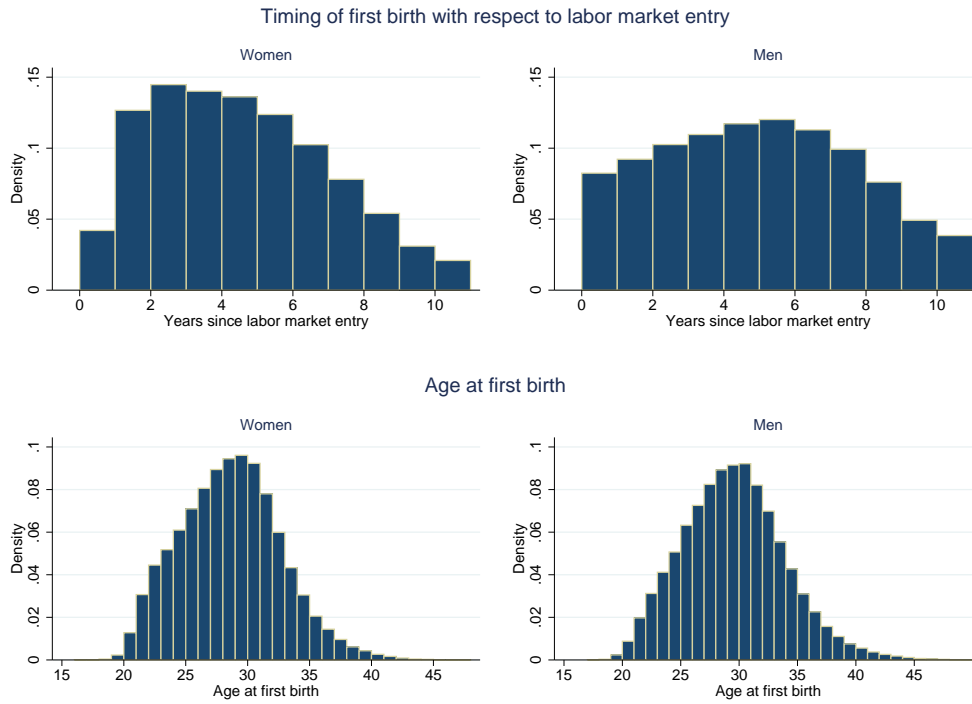 Timing of first birth with respect to labor market entry
Women
Men
.15
.1
.05
0
Density
0 2 4 6 8 10
Years since labor market entry
.15
.1
.05
0
Density
0 2 4 6 8 10
Years since labor market entry
Age at first birth
Women
Men
.1
.08
.06
.04
.02
0
Density
15 20 25 30 35 40 45
Age at first birth
.1
.08
.06
.04
.02
0
Density
15 20 25 30 35 40 45
Age at first birth